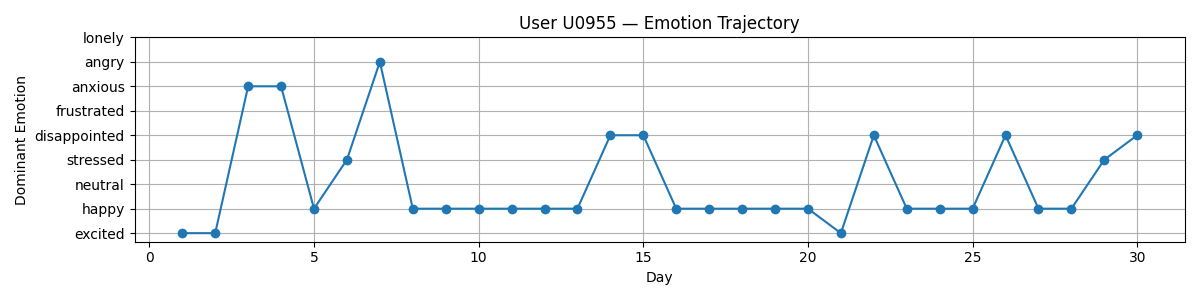 User U0955 — Emotion Trajectory
Dominant Emotion
lonely
angry
anxious
frustrated
disappointed
stressed
neutral
happy
excited
0 5 10 15 20 25 30
Day